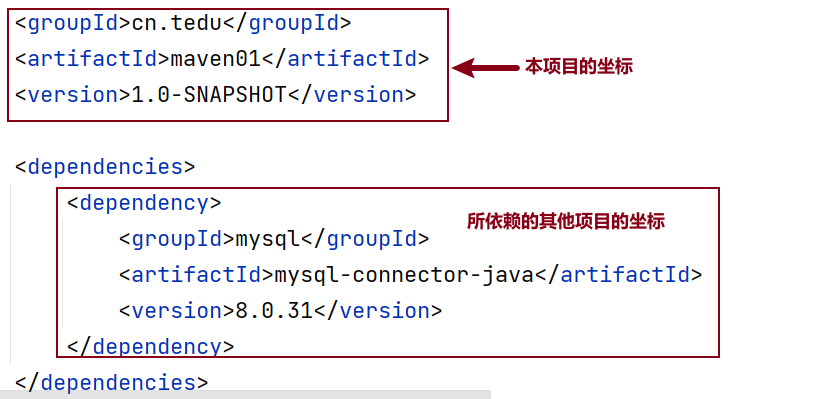 <groupId>cn.tedu</groupId>
<artifactId>maven01</artifactId>
本项目的坐标
<version>1.0-SNAPSHOT</version>
<dependencies>
<dependency>
所依赖的其他项目的坐标
<groupId>mysql</groupId>
<artifactId>mysql-connector-java</artifactId>
<version>8.0.31</version>
</dependency>
</dependencies>